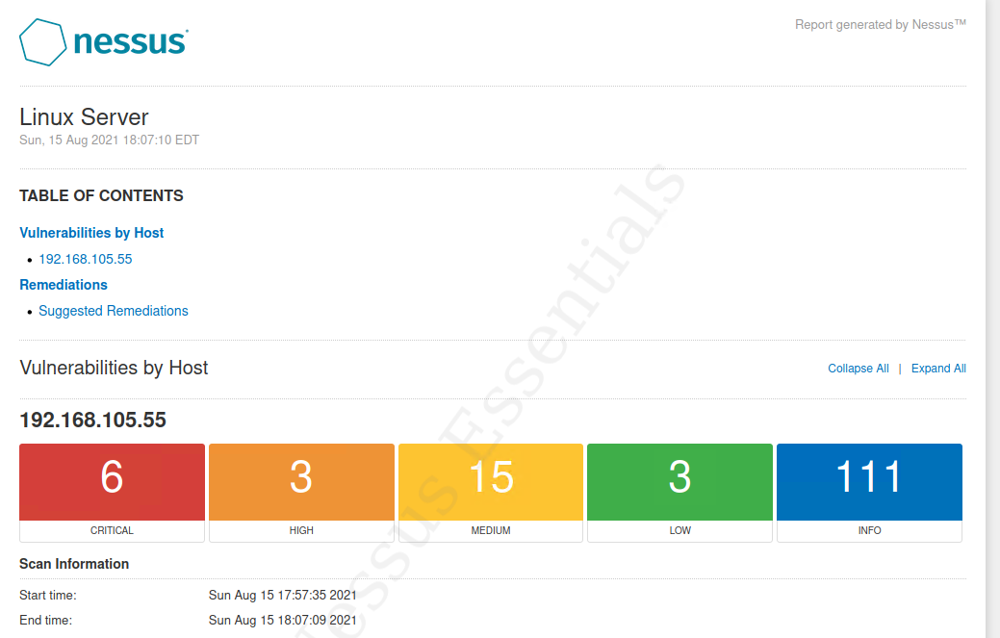 nessus
Report generated by Nessus™
Linux Server
Sun, 15 Aug 2021 18:07:10 EDT
TABLE OF CONTENTS
Vulnerabilities by Host
• 192.168.105.55
Remediations
• Suggested Remediations
Vulnerabilities by Host
Collapse All | Expand All
192.168.105.55
6 3 15 3 111
CRITICAL HIGH MEDIUM LOW INFO
Scan Information
Start time: Sun Aug 15 17:57:35 2021
End time: Sun Aug 15 18:07:09 2021
Nessus Essentials